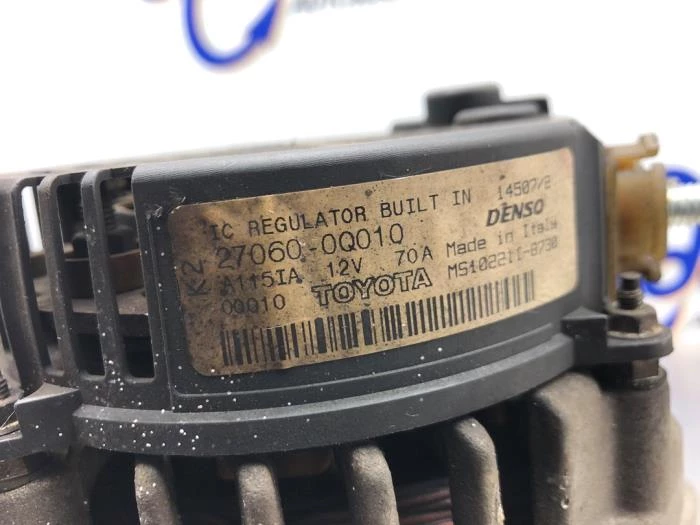 IC REGULATOR BUILT IN 14507/2
K2 27060-0Q010 DENSO
A115IA 12V 70A Made in Italy
0Q010 TOYOTA MS102211-8730